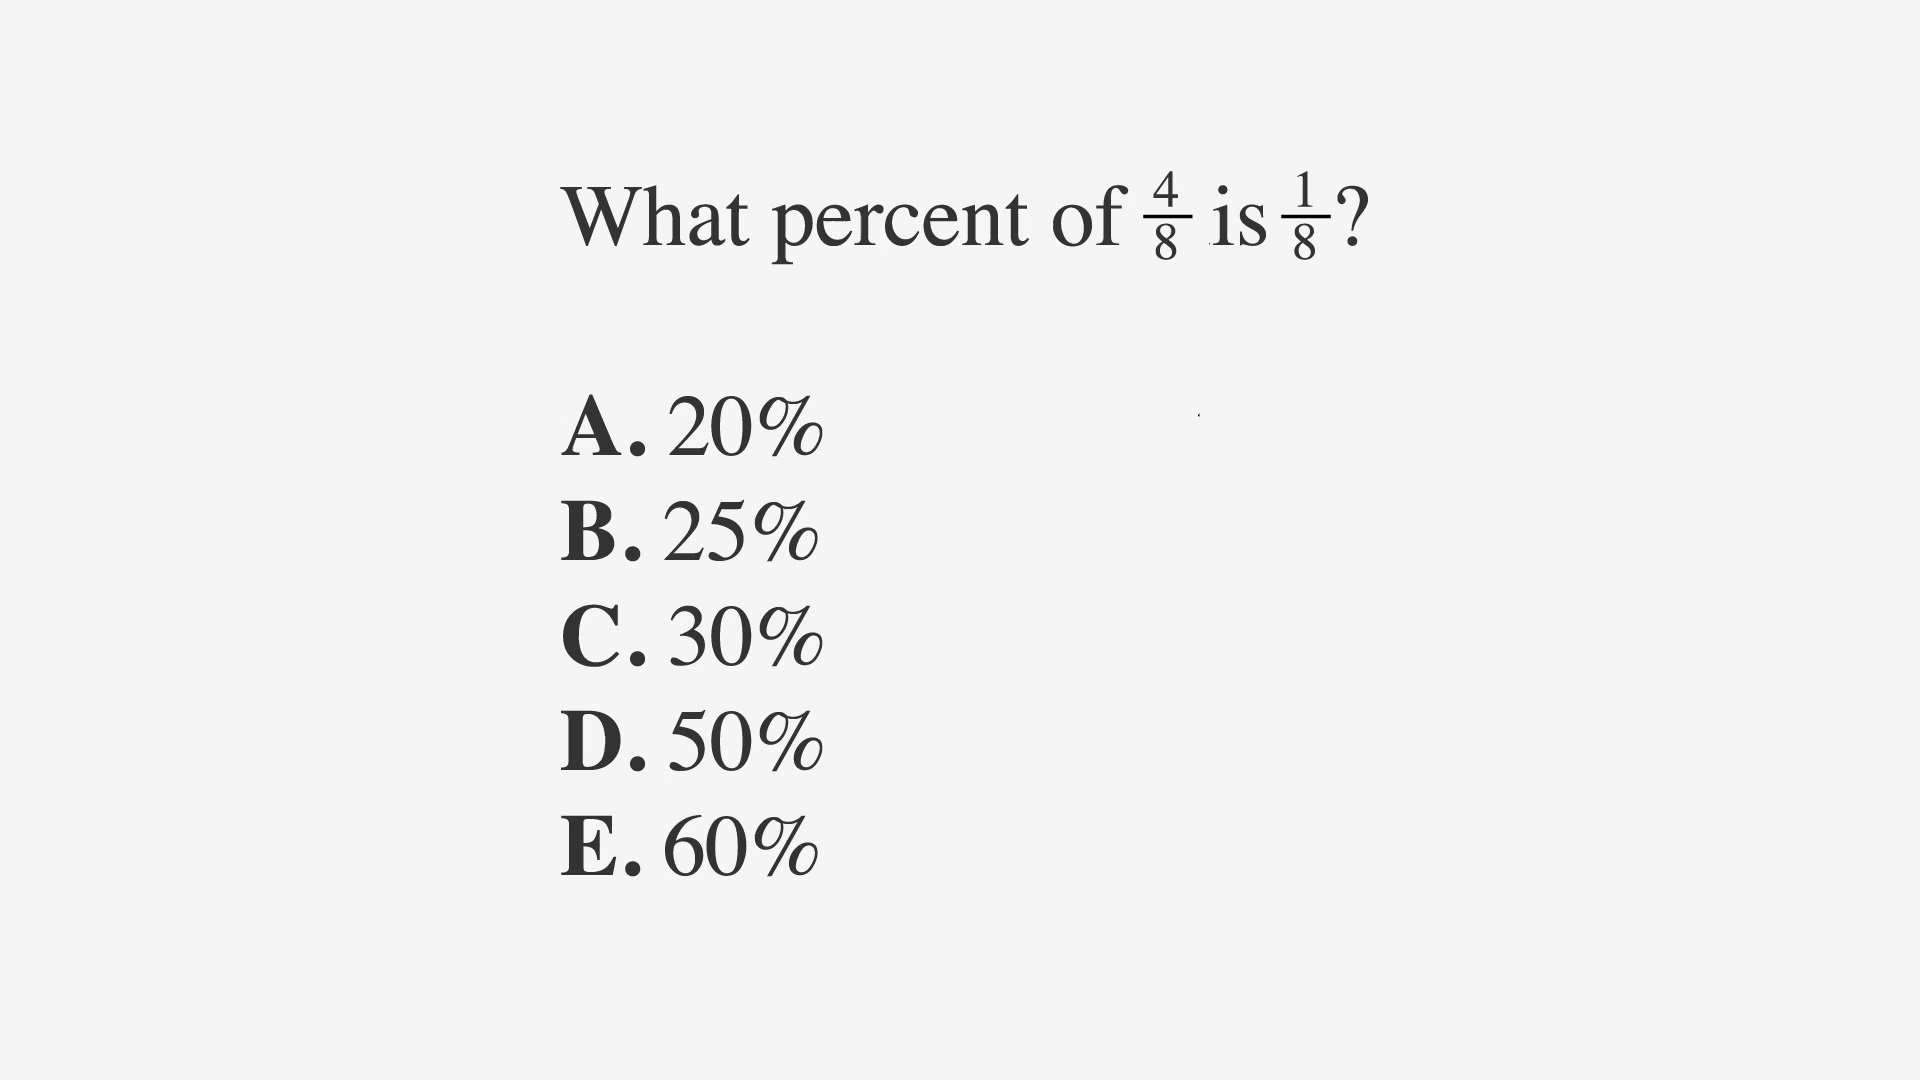 What percent of 4/8 is 1/8?
A. 20%
B. 25%
C. 30%
D. 50%
E. 60%